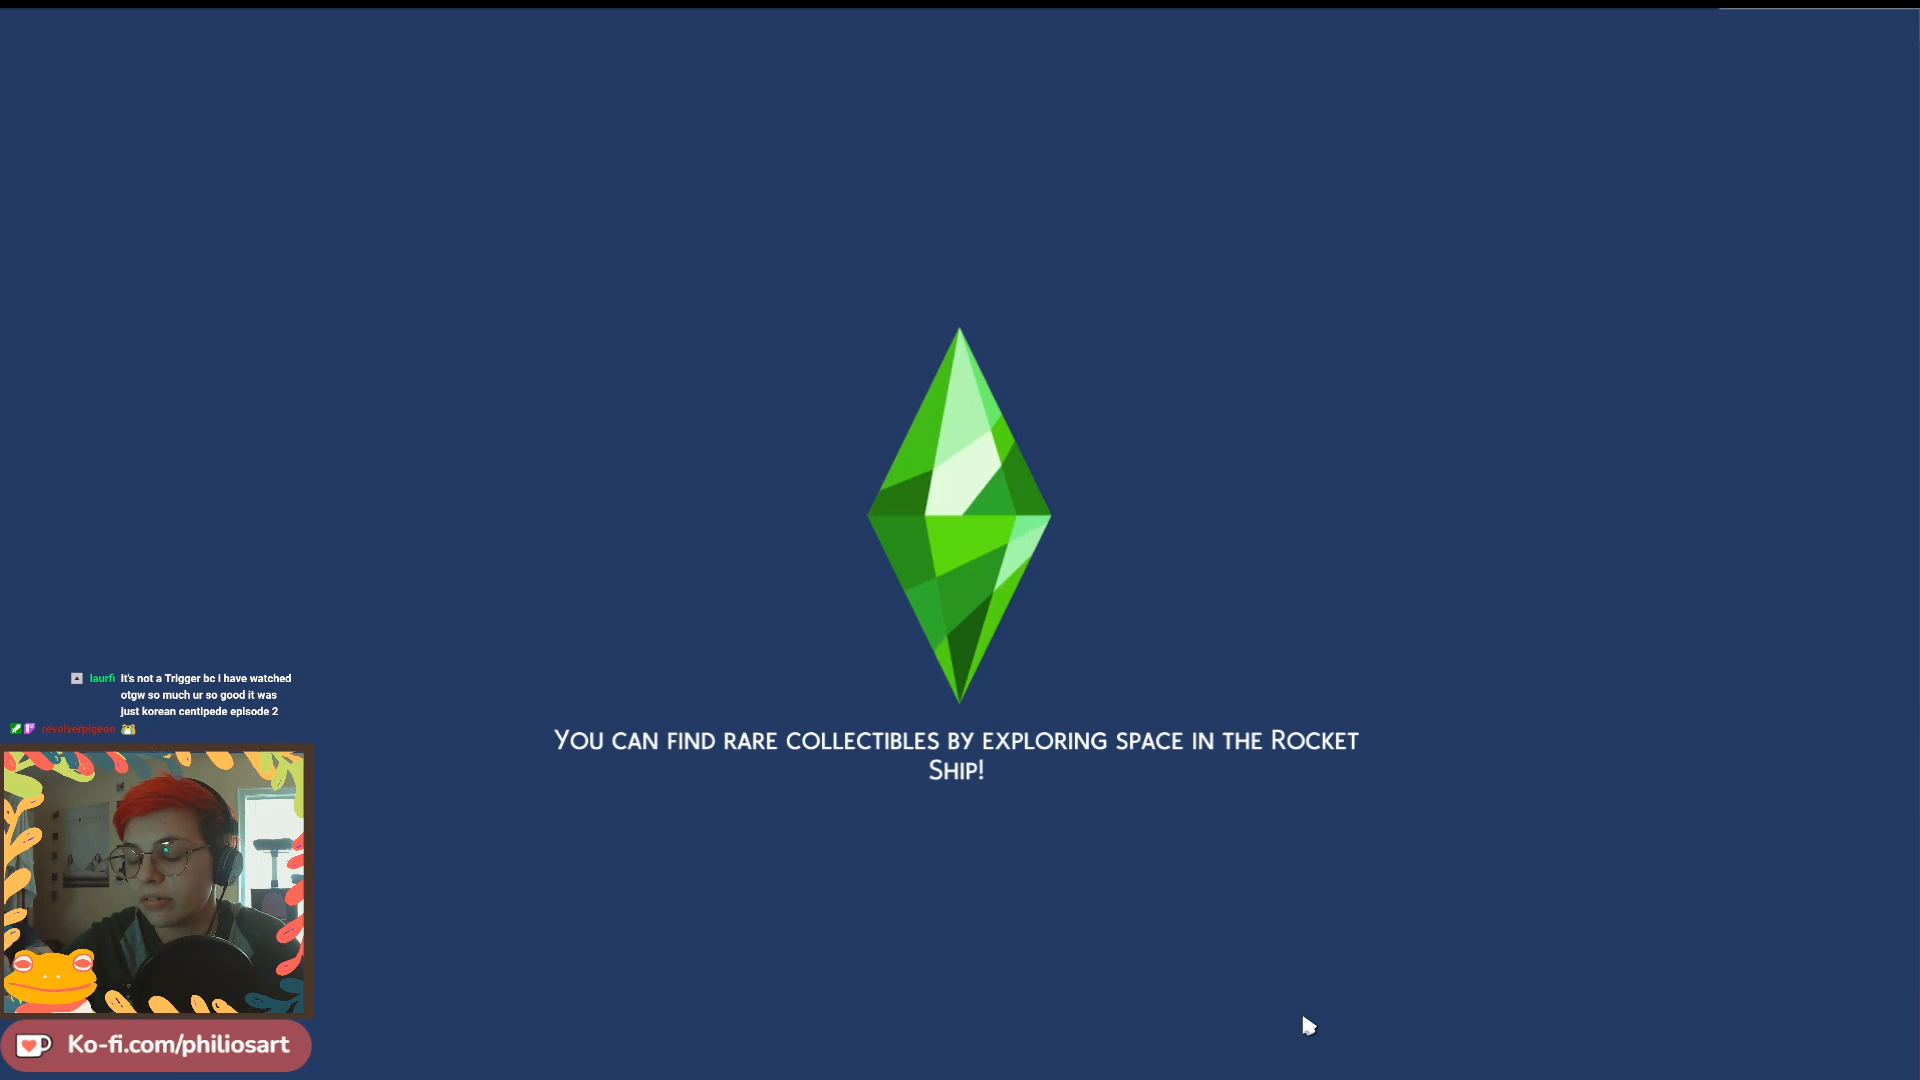 laurfi It's not a Trigger bc I have watched
otgw so much ur so good it was
just korean centipede episode 2
revolverpigeon
YOU CAN FIND RARE COLLECTIBLES BY EXPLORING SPACE IN THE ROCKET
SHIP!
Ko-fi.com/philiosart